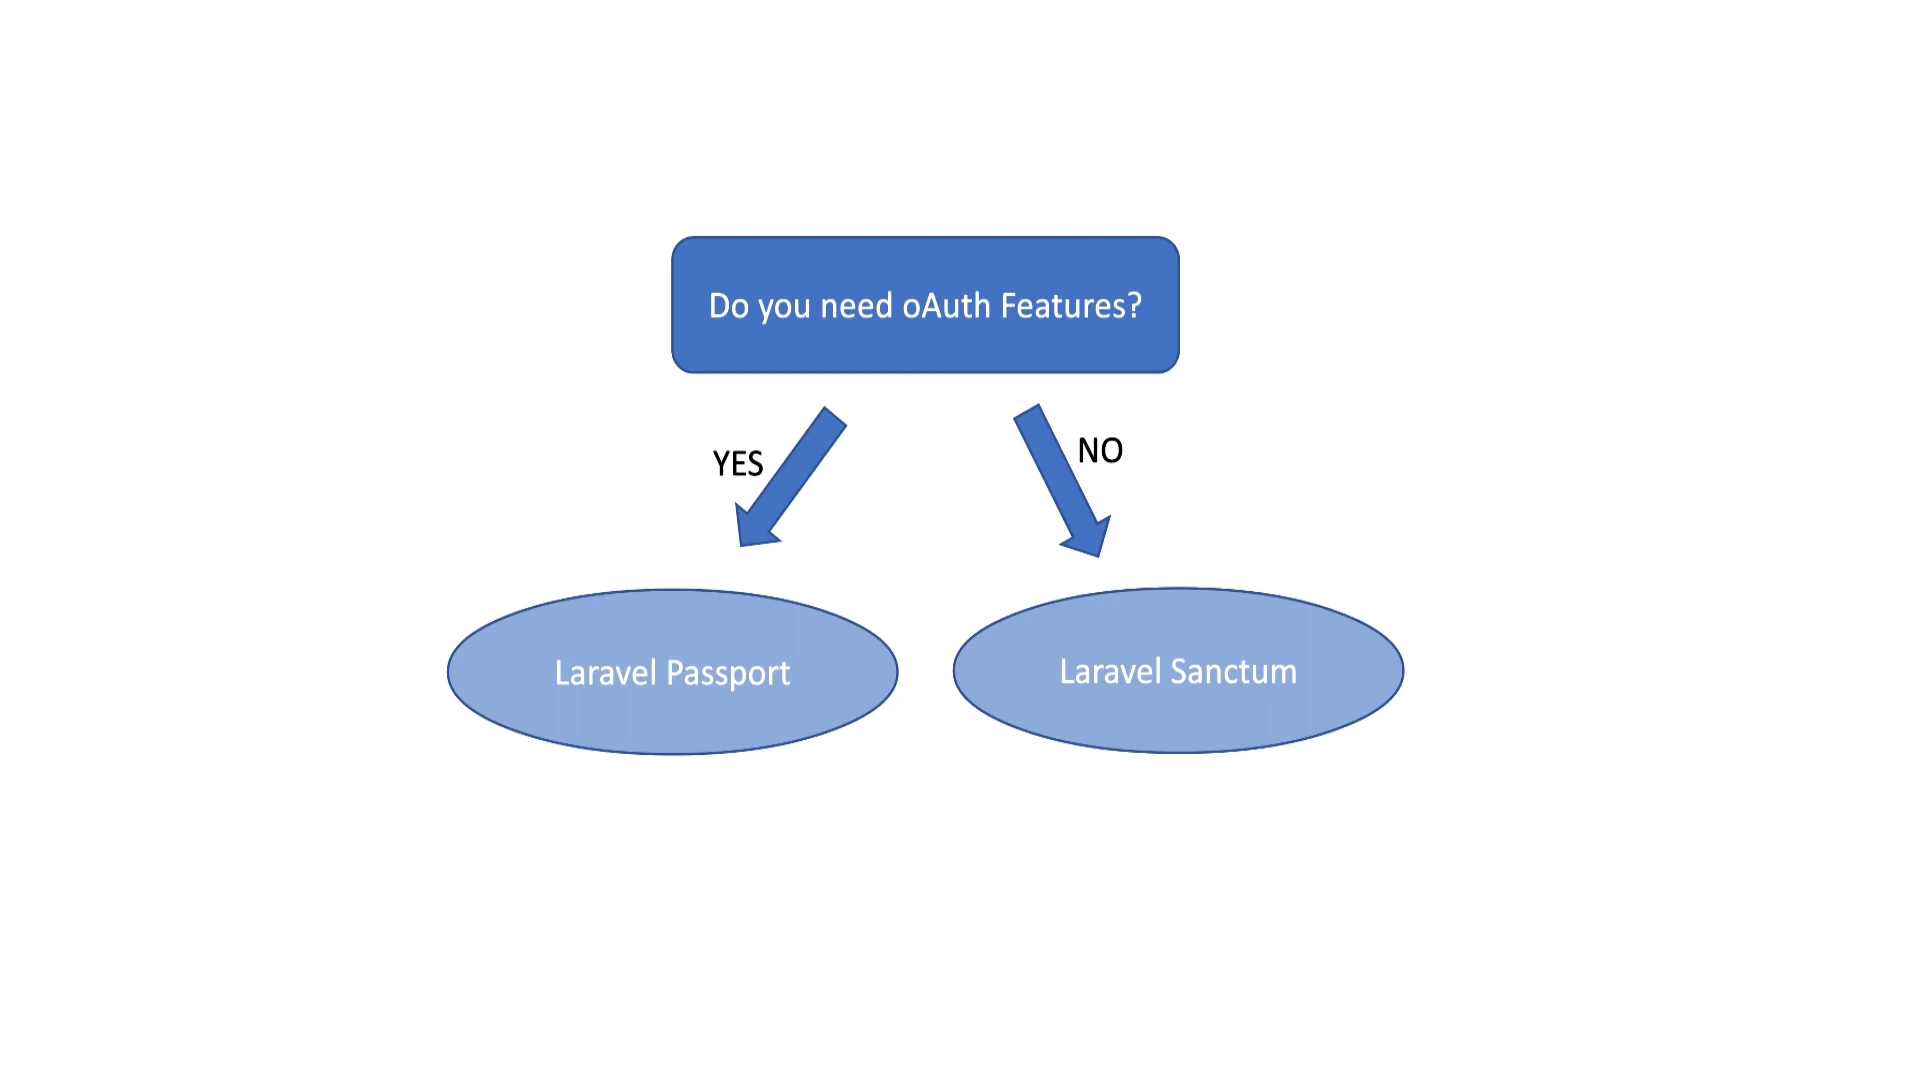 Do you need oAuth Features?
YES
NO
Laravel Passport
Laravel Sanctum